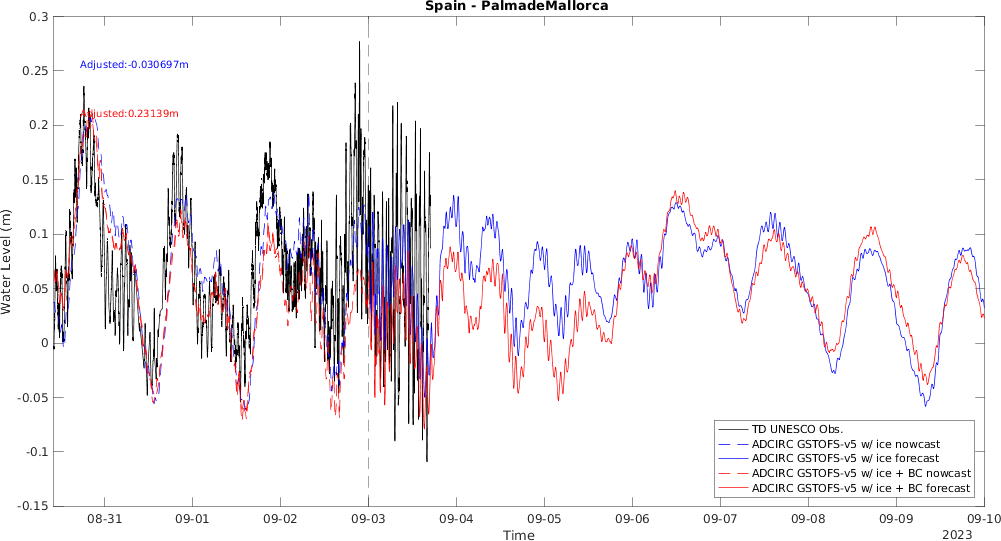 Spain - PalmadeMallorca
0.3
0.25
0.2
0.15
0.1
0.05
0
-0.05
-0.1
-0.15
Water Level (m)
Adjusted:-0.030697m
Adjusted:0.23139m
TD UNESCO Obs.
ADCIRC GSTOFS-v5 w/ ice nowcast
ADCIRC GSTOFS-v5 w/ ice forecast
ADCIRC GSTOFS-v5 w/ ice + BC nowcast
ADCIRC GSTOFS-v5 w/ ice + BC forecast
08-31 09-01 09-02 09-03 09-04 09-05 09-06 09-07 09-08 09-09 09-10
Time
2023